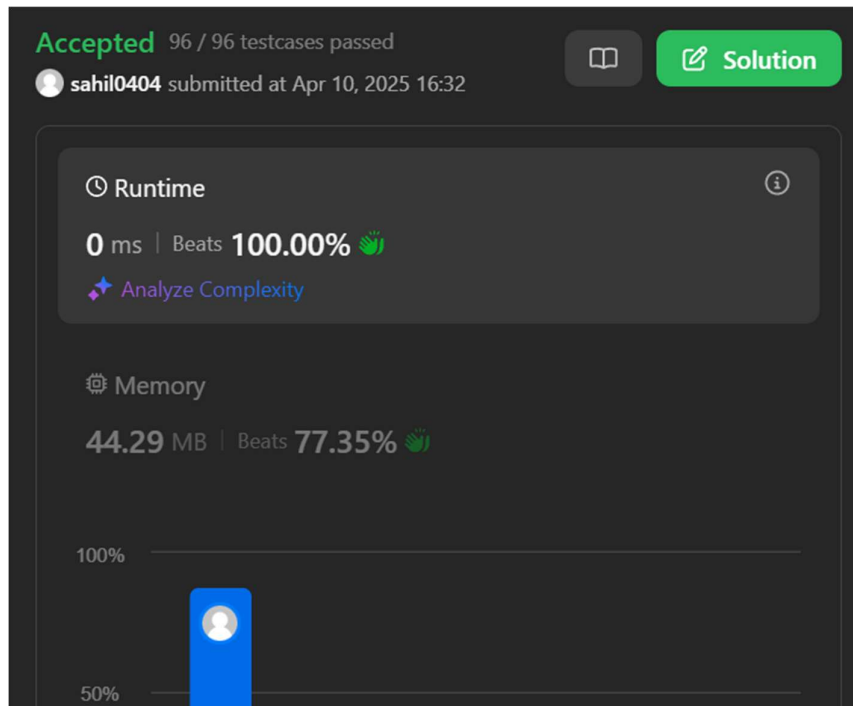 Accepted 96 / 96 testcases passed
Solution
sahil0404 submitted at Apr 10, 2025 16:32
Runtime
0 ms | Beats 100.00%
Analyze Complexity
Memory
44.29 MB | Beats 77.35%
100%
50%